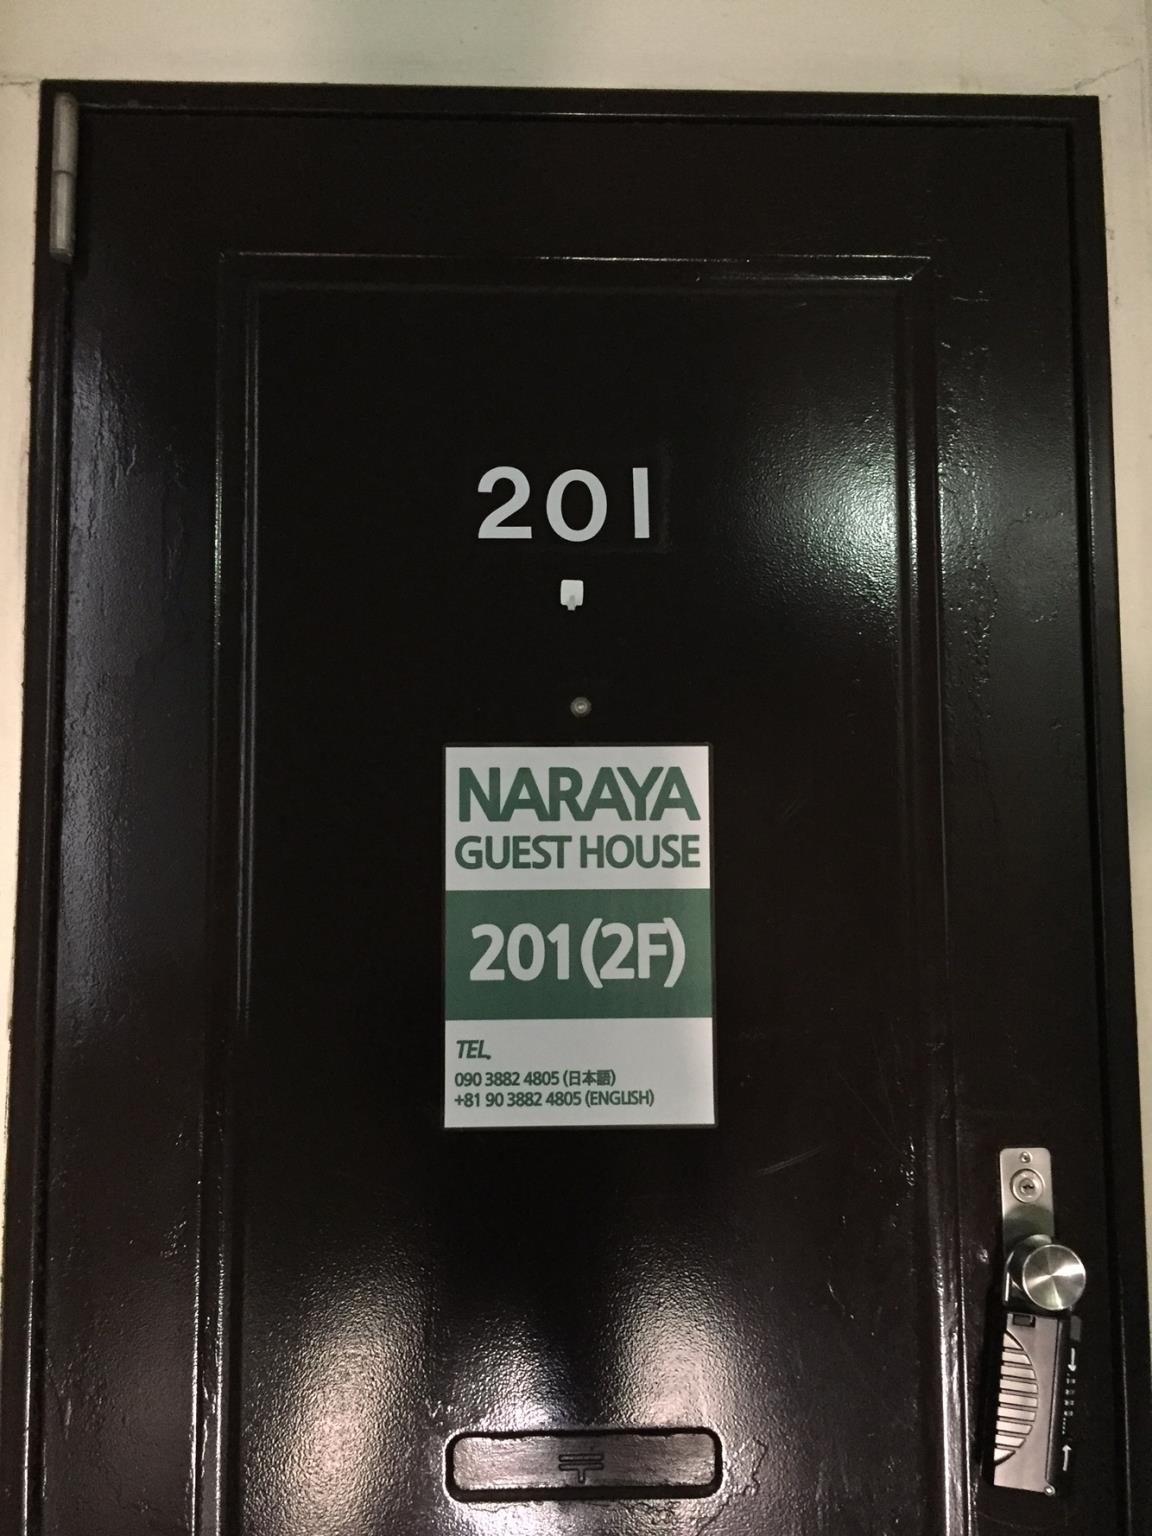 201
NARAYA
GUEST HOUSE
201(2F)
TEL.
090 3882 4805 (日本語)
+81 90 3882 4805 (ENGLISH)
〒